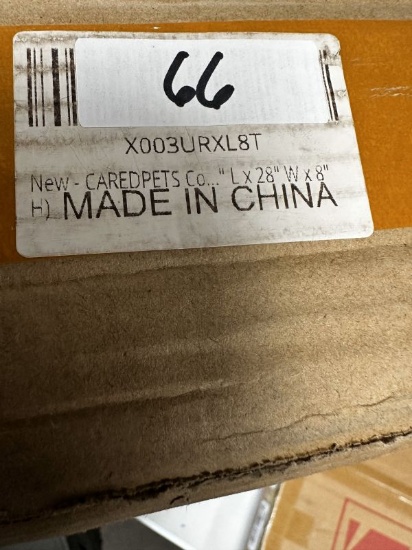 66
X003URXL8T
New - CAREDPETS Co..." L x 28" W x 8"
H) MADE IN CHINA